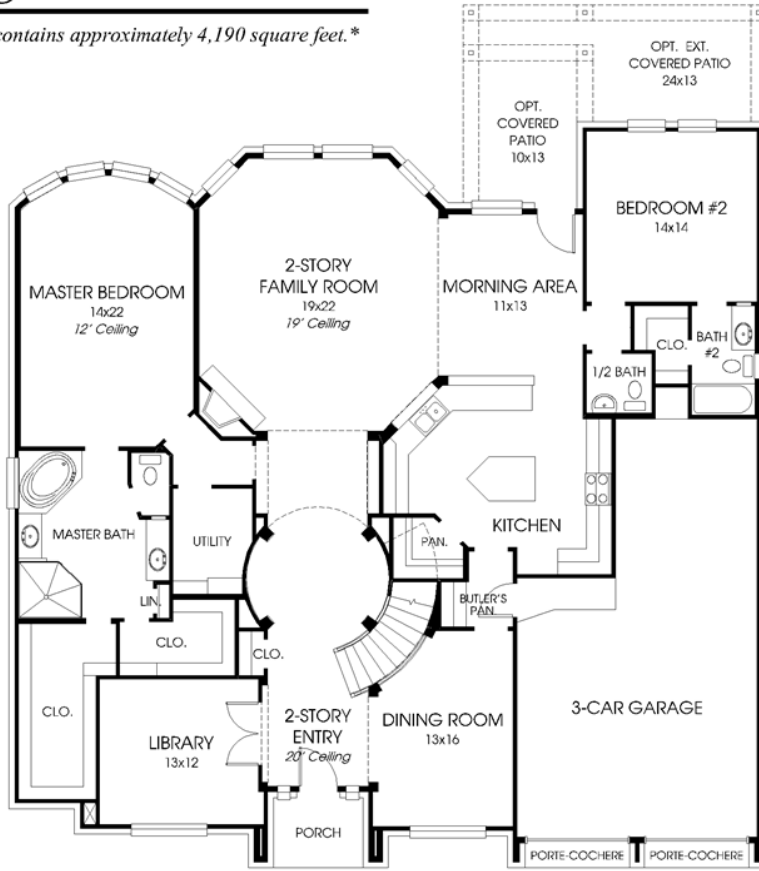 contains approximately 4,190 square feet.*
OPT. EXT.
COVERED PATIO
24x13
OPT.
COVERED
PATIO
10x13
BEDROOM #2
14x14
2-STORY
FAMILY ROOM
19x22
19' Ceiling
MASTER BEDROOM
14x22
12' Ceiling
MORNING AREA
11x13
CLO.
BATH
#2
1/2 BATH
KITCHEN
MASTER BATH
UTILITY
PAN.
LIN.
BUTLER'S
PAN.
CLO.
CLO.
CLO.
2-STORY
ENTRY
20' Ceiling
DINING ROOM
13x16
3-CAR GARAGE
LIBRARY
13x12
PORCH
PORTE-COCHERE
PORTE-COCHERE